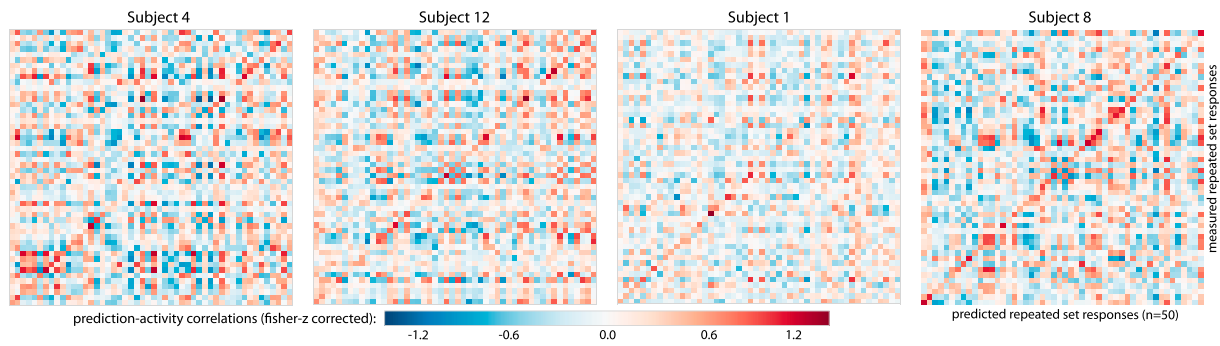 Subject 4
Subject 12
Subject 1
Subject 8
measured repeated set responses
predicted repeated set responses (n=50)
prediction-activity correlations (fisher-z corrected):
-1.2 -0.6 0.0 0.6 1.2